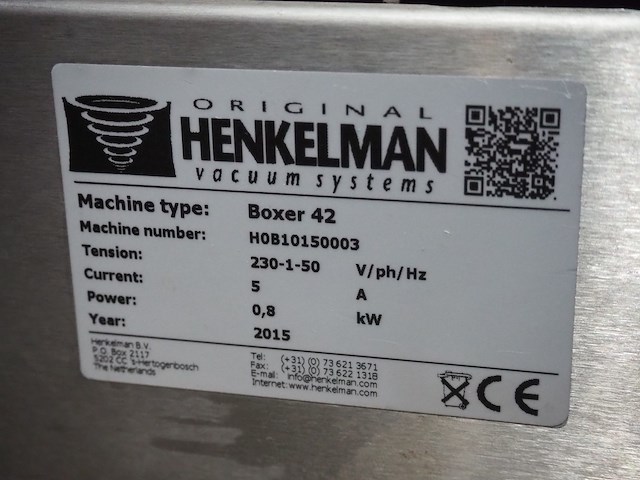 ORIGINAL
HENKELMAN
vacuum systems
Machine type: Boxer 42
Machine number: H0B10150003
Tension: 230-1-50 V/ph/Hz
Current: 5 A
Power: 0,8 kW
Year: 2015
Henkelman B.V.
P.O. Box 2117
5202 CC 's-Hertogenbosch
The Netherlands
Tel: (+31) (0) 73 621 3671
Fax: (+31) (0) 73 622 1318
E-mail: info@henkelman.com
Internet: www.henkelman.com
CE